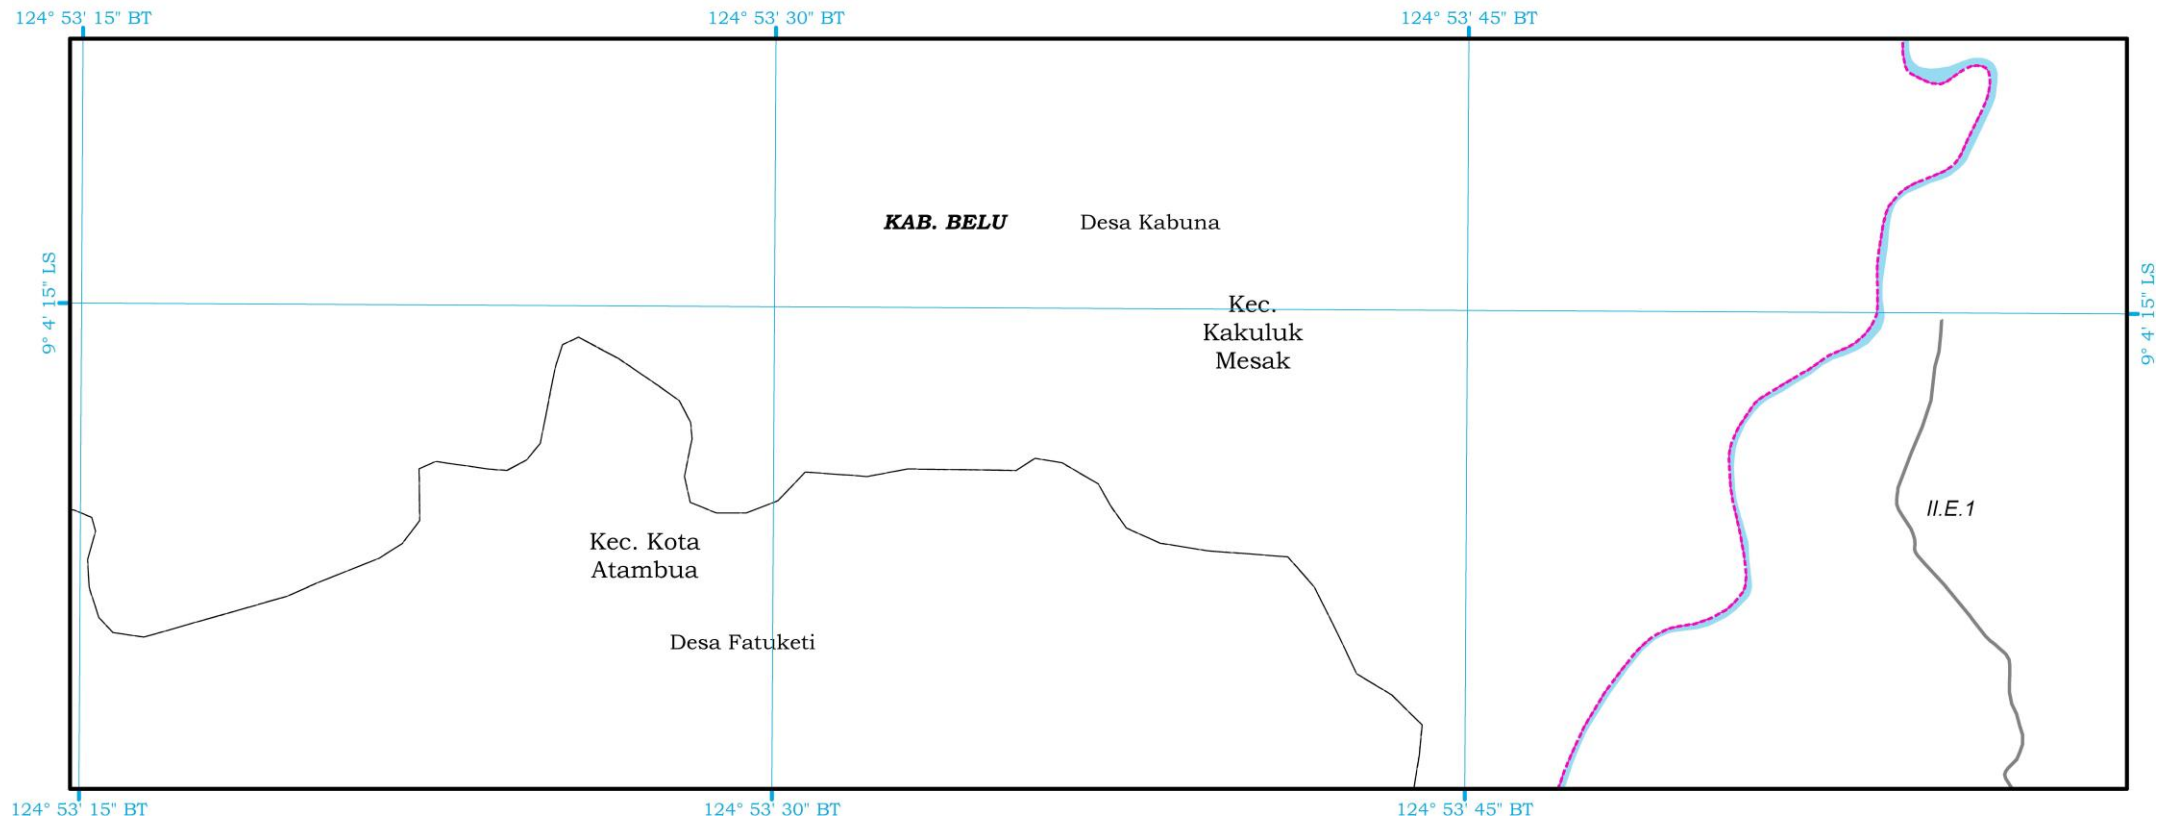 124° 53' 15" BT
124° 53' 30" BT
124° 53' 45" BT
KAB. BELU
Desa Kabuna
9° 4' 15" LS
9° 4' 15" LS
Kec.
Kakuluk
Mesak
II.E.1
Kec. Kota
Atambua
Desa Fatuketi
124° 53' 15" BT
124° 53' 30" BT
124° 53' 45" BT